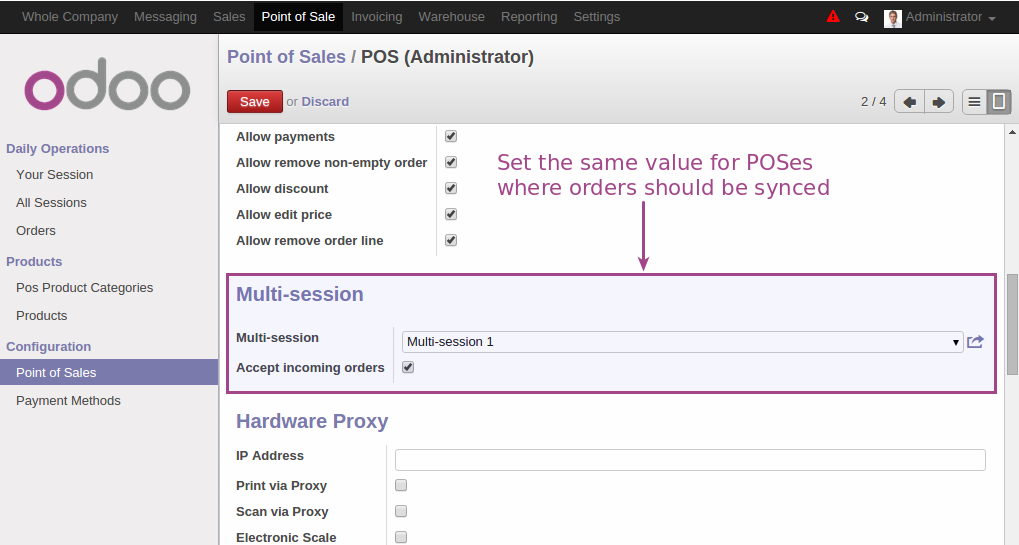 Whole Company Messaging Sales Point of Sale Invoicing Warehouse Reporting Settings Administrator
odoo
Daily Operations
Your Session
All Sessions
Orders
Products
Pos Product Categories
Products
Configuration
Point of Sales
Payment Methods
Point of Sales / POS (Administrator)
Save or Discard
2 / 4
Allow payments
Allow remove non-empty order
Allow discount
Allow edit price
Allow remove order line
Set the same value for POSes
where orders should be synced
Multi-session
Multi-session Multi-session 1
Accept incoming orders
Hardware Proxy
IP Address
Print via Proxy
Scan via Proxy
Electronic Scale